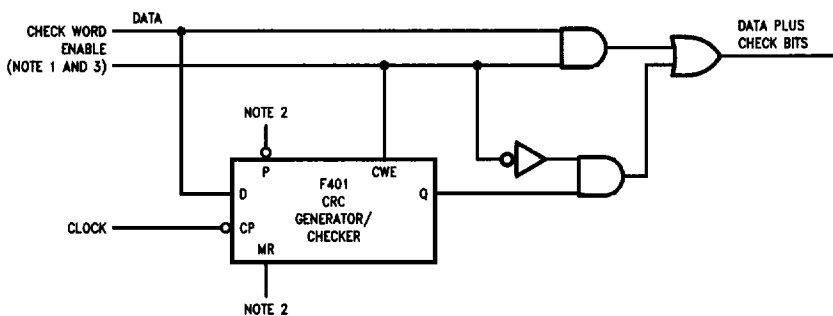 DATA
CHECK WORD
ENABLE
(NOTE 1 AND 3)
DATA PLUS
CHECK BITS
NOTE 2
P
CWE
F401
CRC
GENERATOR/
CHECKER
D
Q
CLOCK
CP
MR
NOTE 2